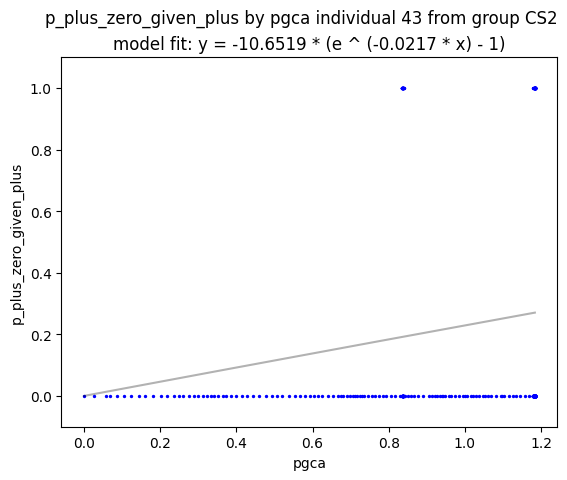 p_plus_zero_given_plus by pgca individual 43 from group CS2
model fit: y = -10.6519 * (e ^ (-0.0217 * x) - 1)
1.0
0.8
0.6
0.4
0.2
0.0
p_plus_zero_given_plus
0.0 0.2 0.4 0.6 0.8 1.0 1.2
pgca